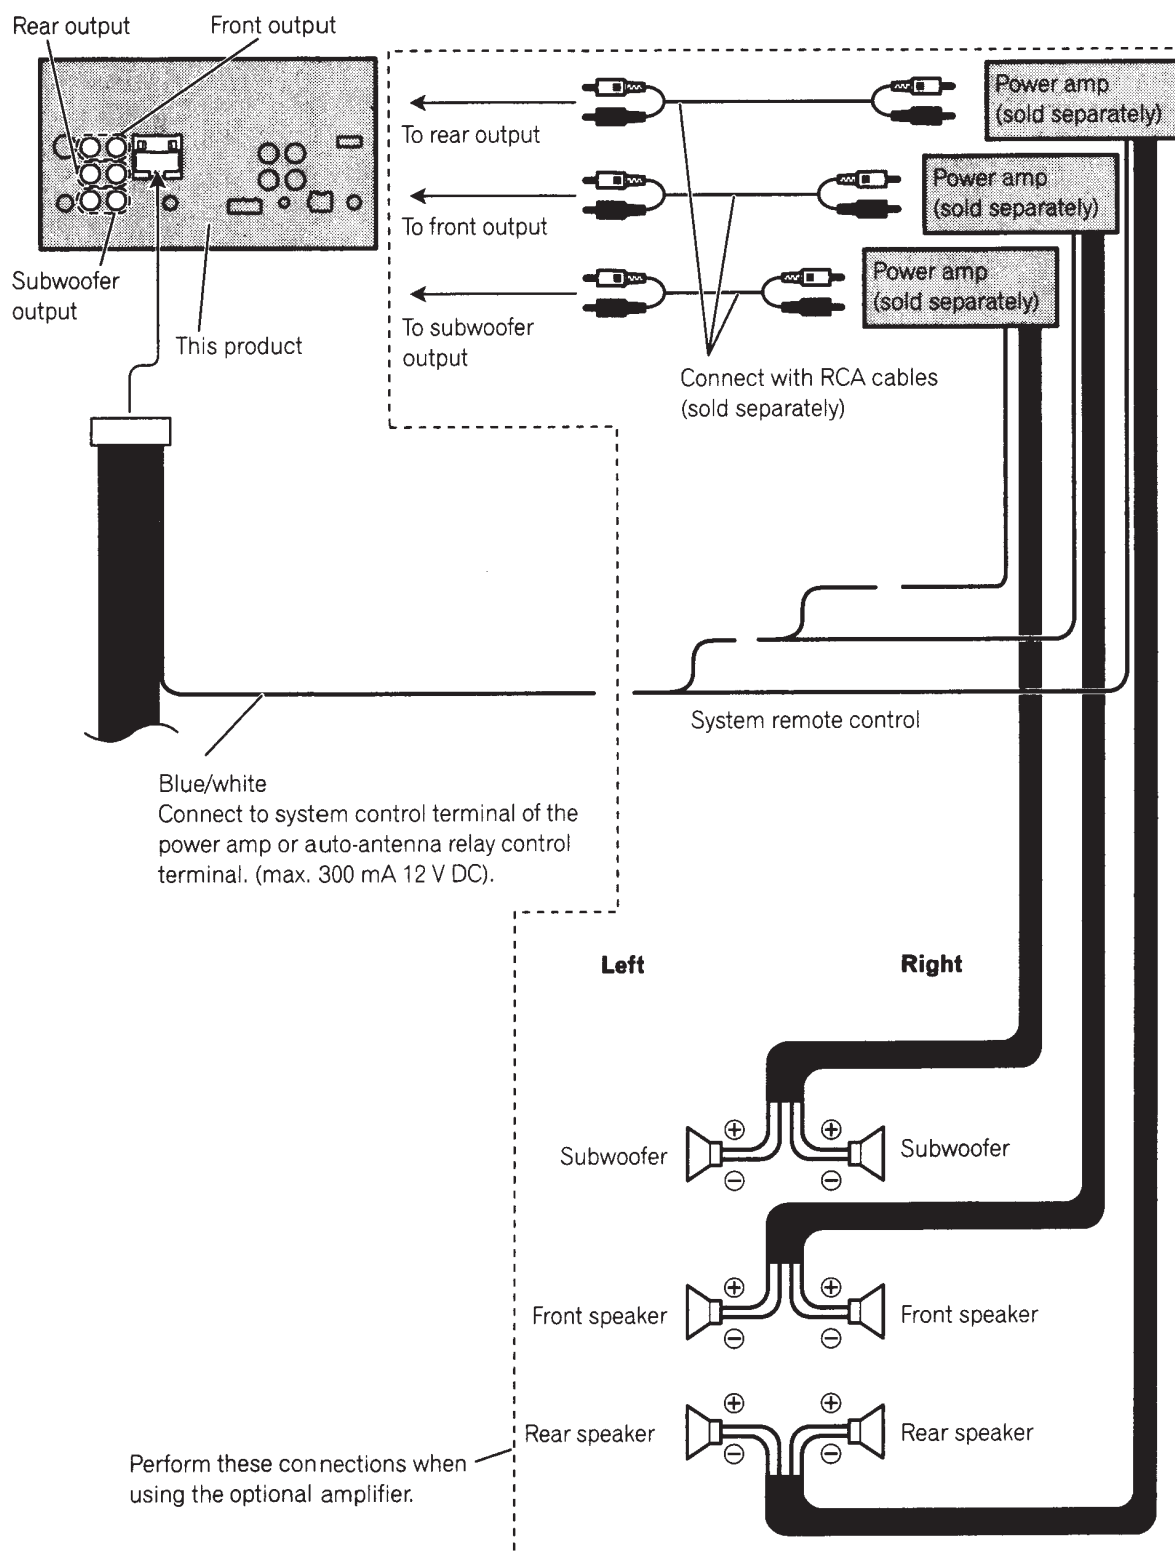 Rear output
Front output
Subwoofer
output
This product
To rear output
To front output
To subwoofer
output
Power amp
(sold separately)
Power amp
(sold separately)
Power amp
(sold separately)
Connect with RCA cables
(sold separately)
System remote control
Blue/white
Connect to system control terminal of the
power amp or auto-antenna relay control
terminal. (max. 300 mA 12 V DC).
Left
Right
+
+
Subwoofer
Subwoofer
−
−
+
+
Front speaker
Front speaker
−
−
+
+
Rear speaker
Rear speaker
−
−
Perform these connections when
using the optional amplifier.